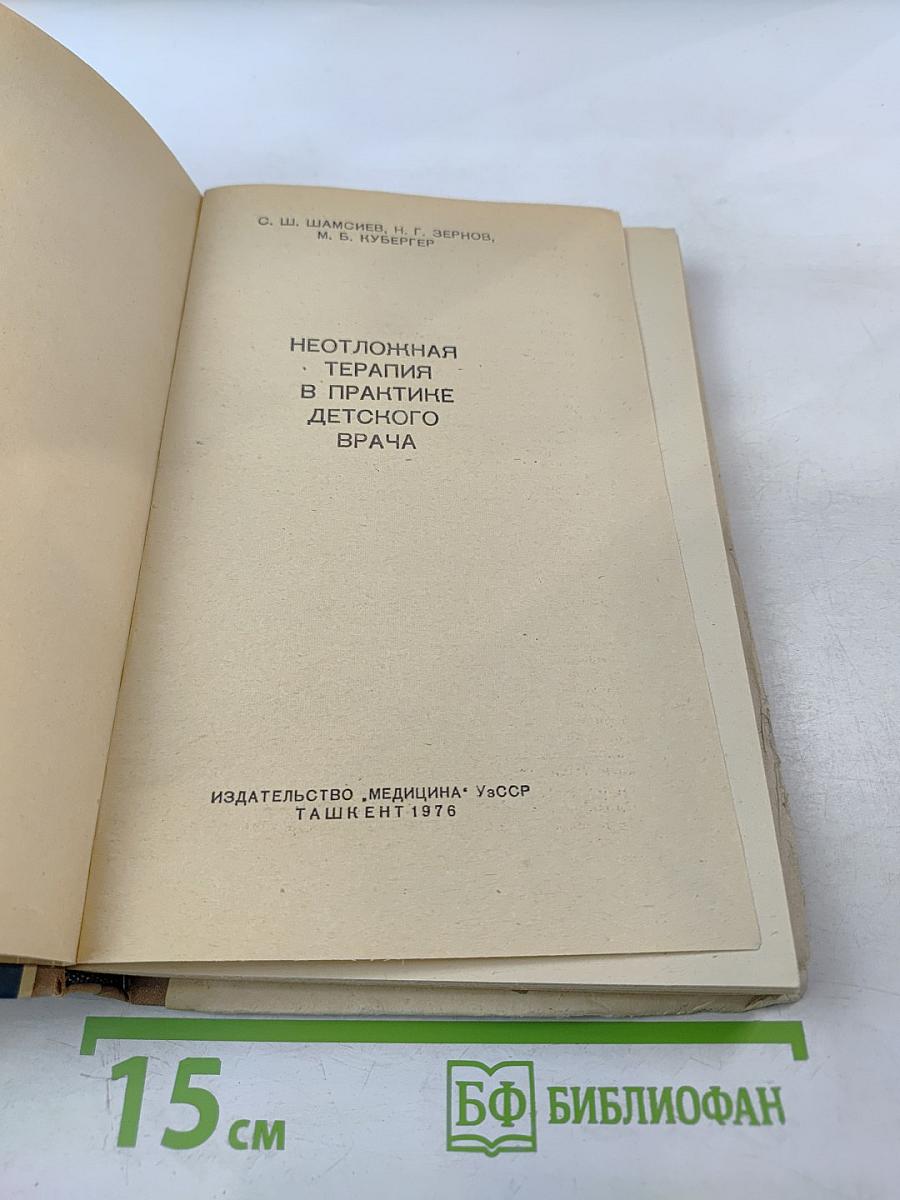 С. Ш. ШАМСИЕВ, Н. Г. ЗЕРНОВ,
М. Б. КУБЕРГЕР
НЕОТЛОЖНАЯ
ТЕРАПИЯ
В ПРАКТИКЕ
ДЕТСКОГО
ВРАЧА
ИЗДАТЕЛЬСТВО „МЕДИЦИНА“ УзССР
ТАШКЕНТ 1976
15 см
БФ БИБЛИОФАН